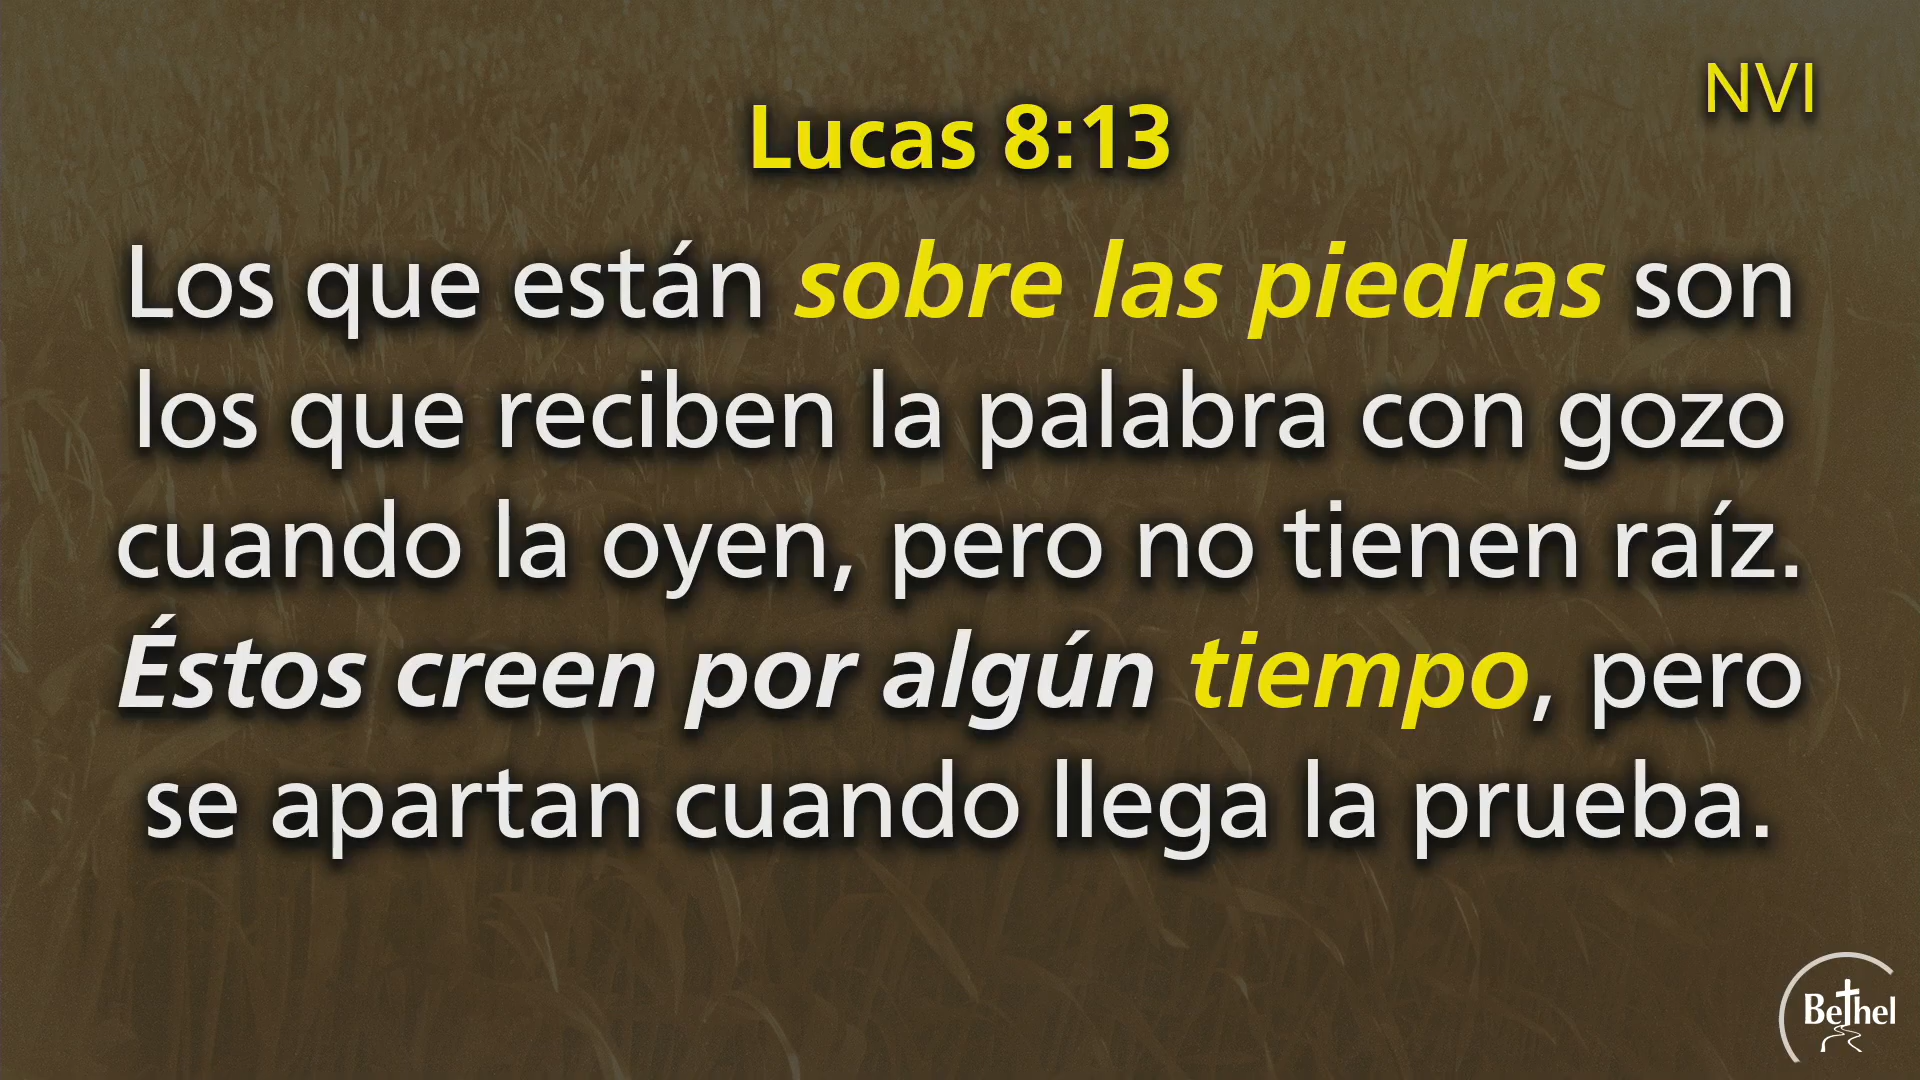 NVI
Lucas 8:13
Los que están sobre las piedras son
los que reciben la palabra con gozo
cuando la oyen, pero no tienen raíz.
Éstos creen por algún tiempo, pero
se apartan cuando llega la prueba.
Bethel